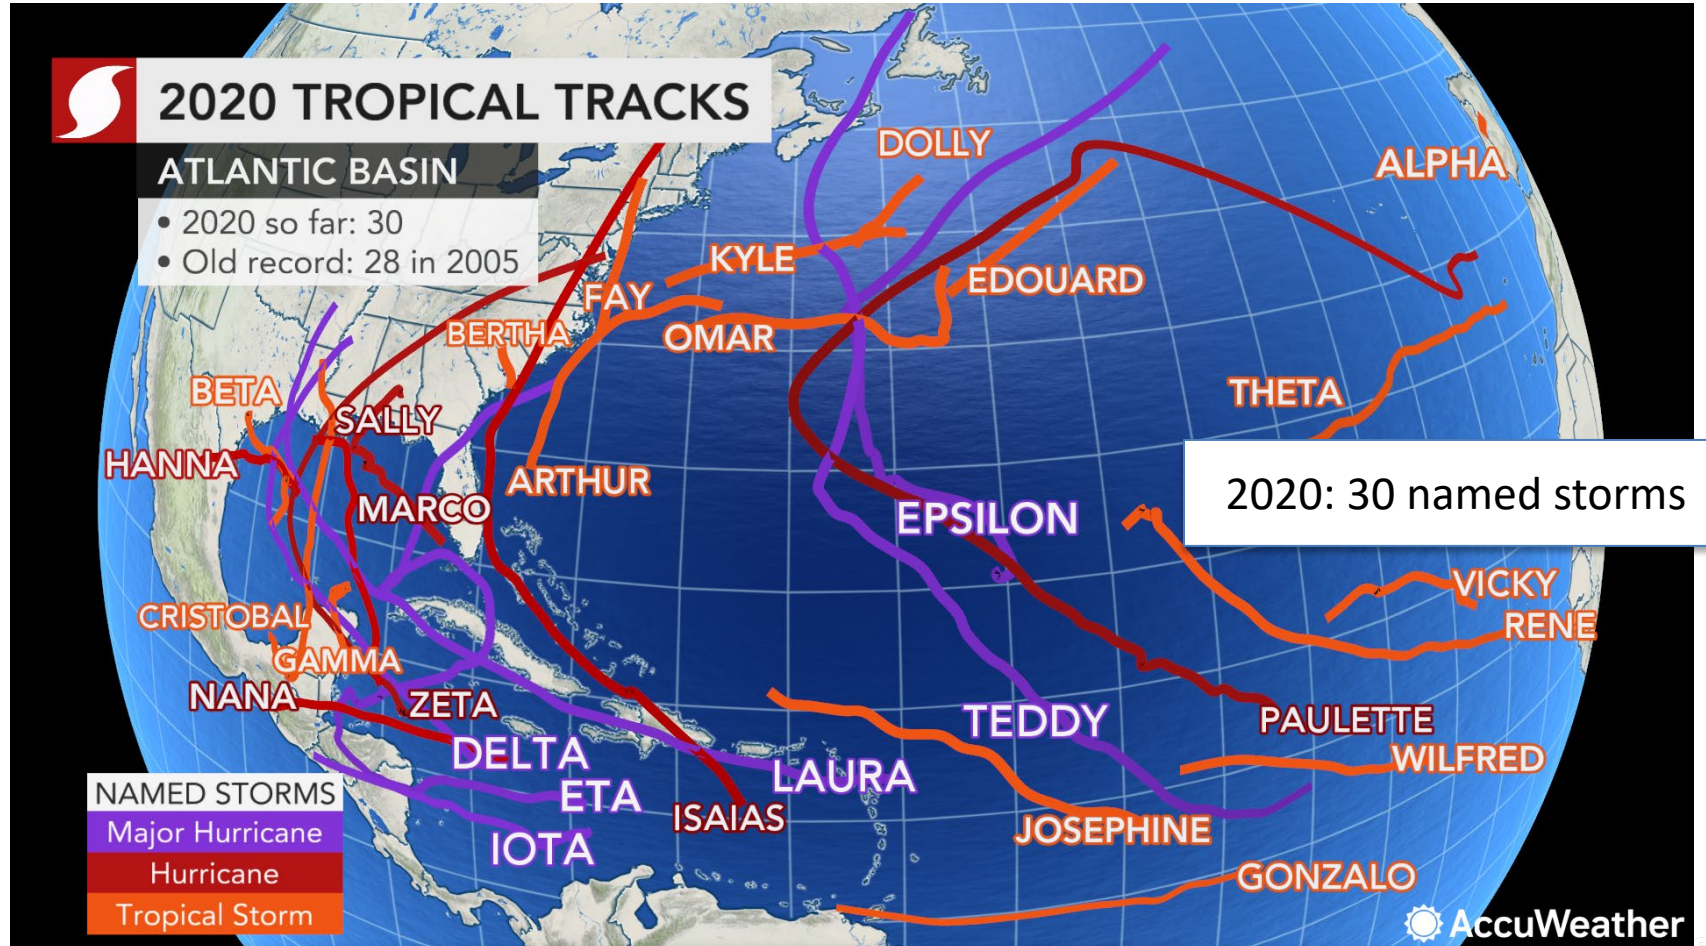 2020 TROPICAL TRACKS
ATLANTIC BASIN
• 2020 so far: 30
• Old record: 28 in 2005
DOLLY
ALPHA
KYLE
EDOUARD
FAY
BERTHA
OMAR
BETA
THETA
SALLY
HANNA
ARTHUR
MARCO
EPSILON
2020: 30 named storms
VICKY
CRISTOBAL
RENE
GAMMA
NANA
ZETA
TEDDY
PAULETTE
DELTA
WILFRED
LAURA
ETA
ISAIAS
JOSEPHINE
IOTA
GONZALO
NAMED STORMS
Major Hurricane
Hurricane
Tropical Storm
AccuWeather